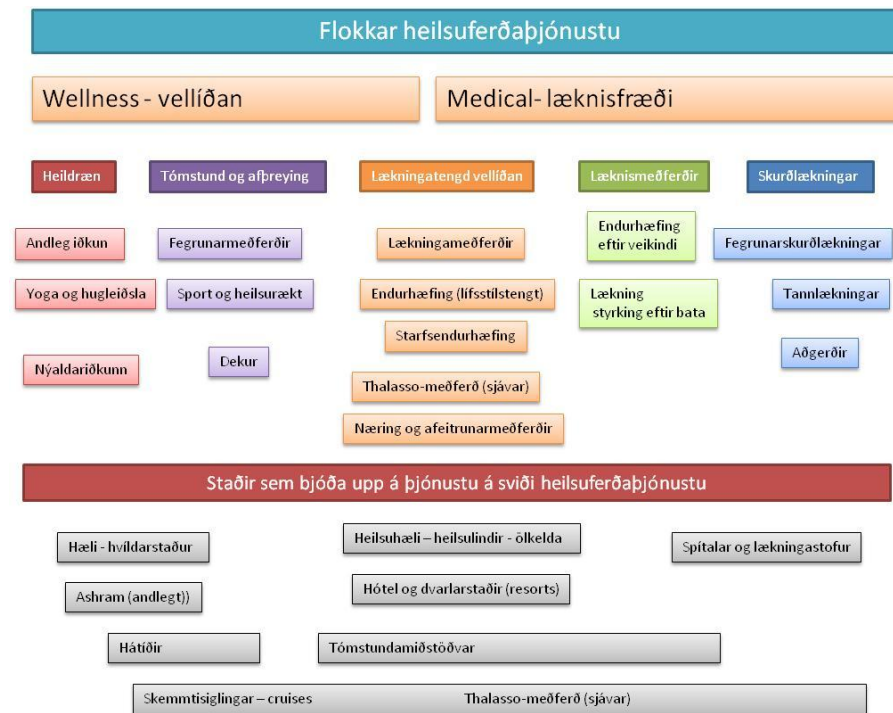 Flokkar heilsuferðaþjónustu
Wellness - vellíðan
Medical- læknisfræði
Heildræn
Tómstund og afþreying
Lækningatengd vellíðan
Læknismeðferðir
Skurðlækningar
Andleg iðkun
Fegrunarmeðferðir
Lækningameðferðir
Endurhæfing
eftir veikindi
Fegrunarskurðlækningar
Yoga og hugleiðsla
Sport og heilsurækt
Endurhæfing (lífsstílstengt)
Lækning
styrking eftir bata
Tannlækningar
Starfsendurhæfing
Nýaldariðkunn
Dekur
Aðgerðir
Thalasso-meðferð (sjávar)
Næring og afeitrunarmeðferðir
Staðir sem bjóða upp á þjónustu á sviði heilsuferðaþjónustu
Hæli - hvíldarstaður
Heilsuhæli – heilsulindir - ölkelda
Spítalar og lækningastofur
Ashram (andlegt))
Hótel og dvarlarstaðir (resorts)
Hátíðir
Tómstundamiðstöðvar
Skemmtisiglingar – cruises
Thalasso-meðferð (sjávar)